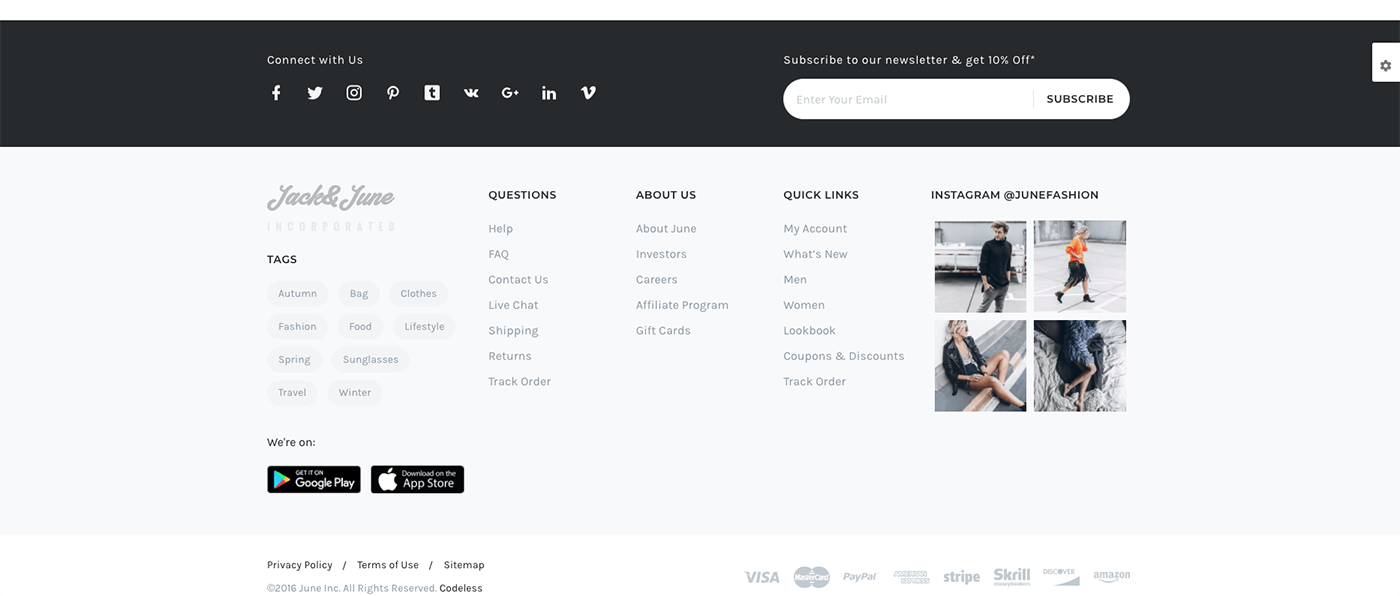 Connect with Us
Subscribe to our newsletter & get 10% Off*
Enter Your Email
SUBSCRIBE
Jack&June
INCORPORATED
TAGS
Autumn
Bag
Clothes
Fashion
Food
Lifestyle
Spring
Sunglasses
Travel
Winter
We're on:
GET IT ON
Google Play
Download on the
App Store
QUESTIONS
Help
FAQ
Contact Us
Live Chat
Shipping
Returns
Track Order
ABOUT US
About June
Investors
Careers
Affiliate Program
Gift Cards
QUICK LINKS
My Account
What's New
Men
Women
Lookbook
Coupons & Discounts
Track Order
INSTAGRAM @JUNEFASHION
Privacy Policy / Terms of Use / Sitemap
©2016 June Inc. All Rights Reserved. Codeless
VISA
MasterCard
PayPal
AMERICAN
EXPRESS
stripe
Skrill
moneybookers
DISCOVER
amazon